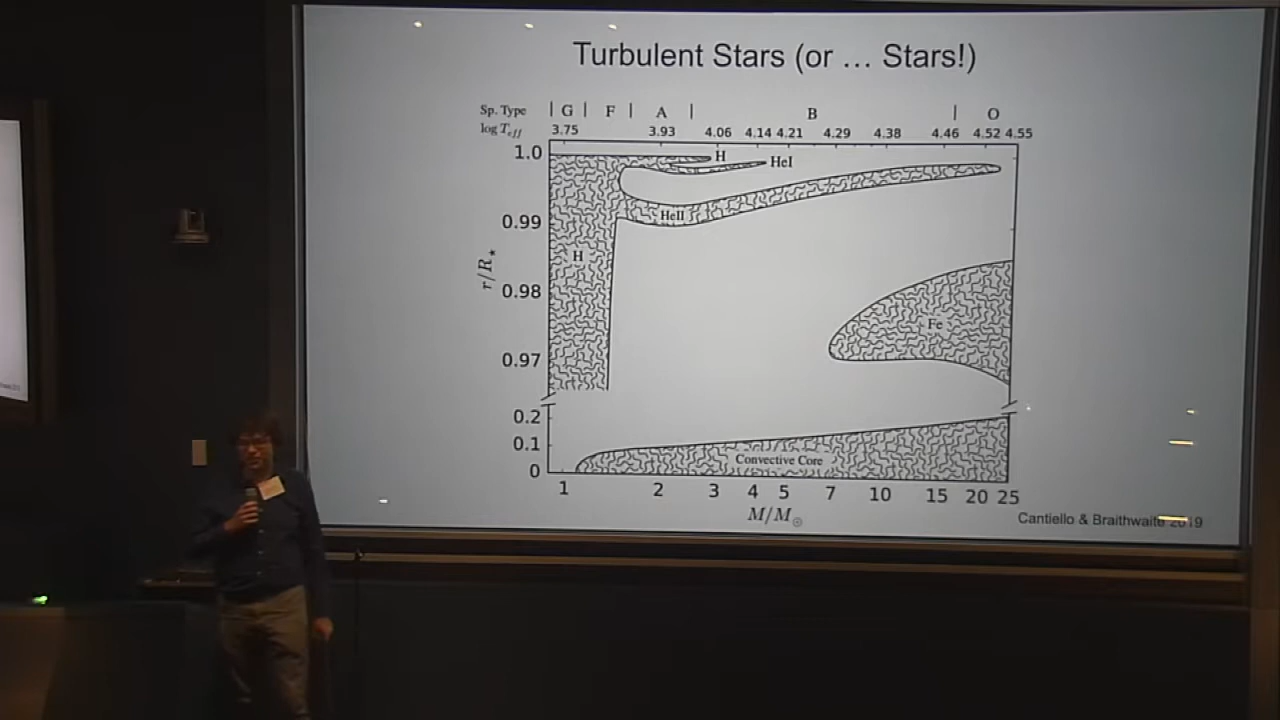 Turbulent Stars (or … Stars!)
Sp. Type | G | F | A | B | O
log T_eff 3.75 3.93 4.06 4.14 4.21 4.29 4.38 4.46 4.52 4.55
1.0
H
HeI
HeII
0.99
H
r/R⋆
0.98
Fe
0.97
0.2
0.1
Convective Core
0
1 2 3 4 5 7 10 15 20 25
M/M☉
Cantiello & Braithwaite 2019